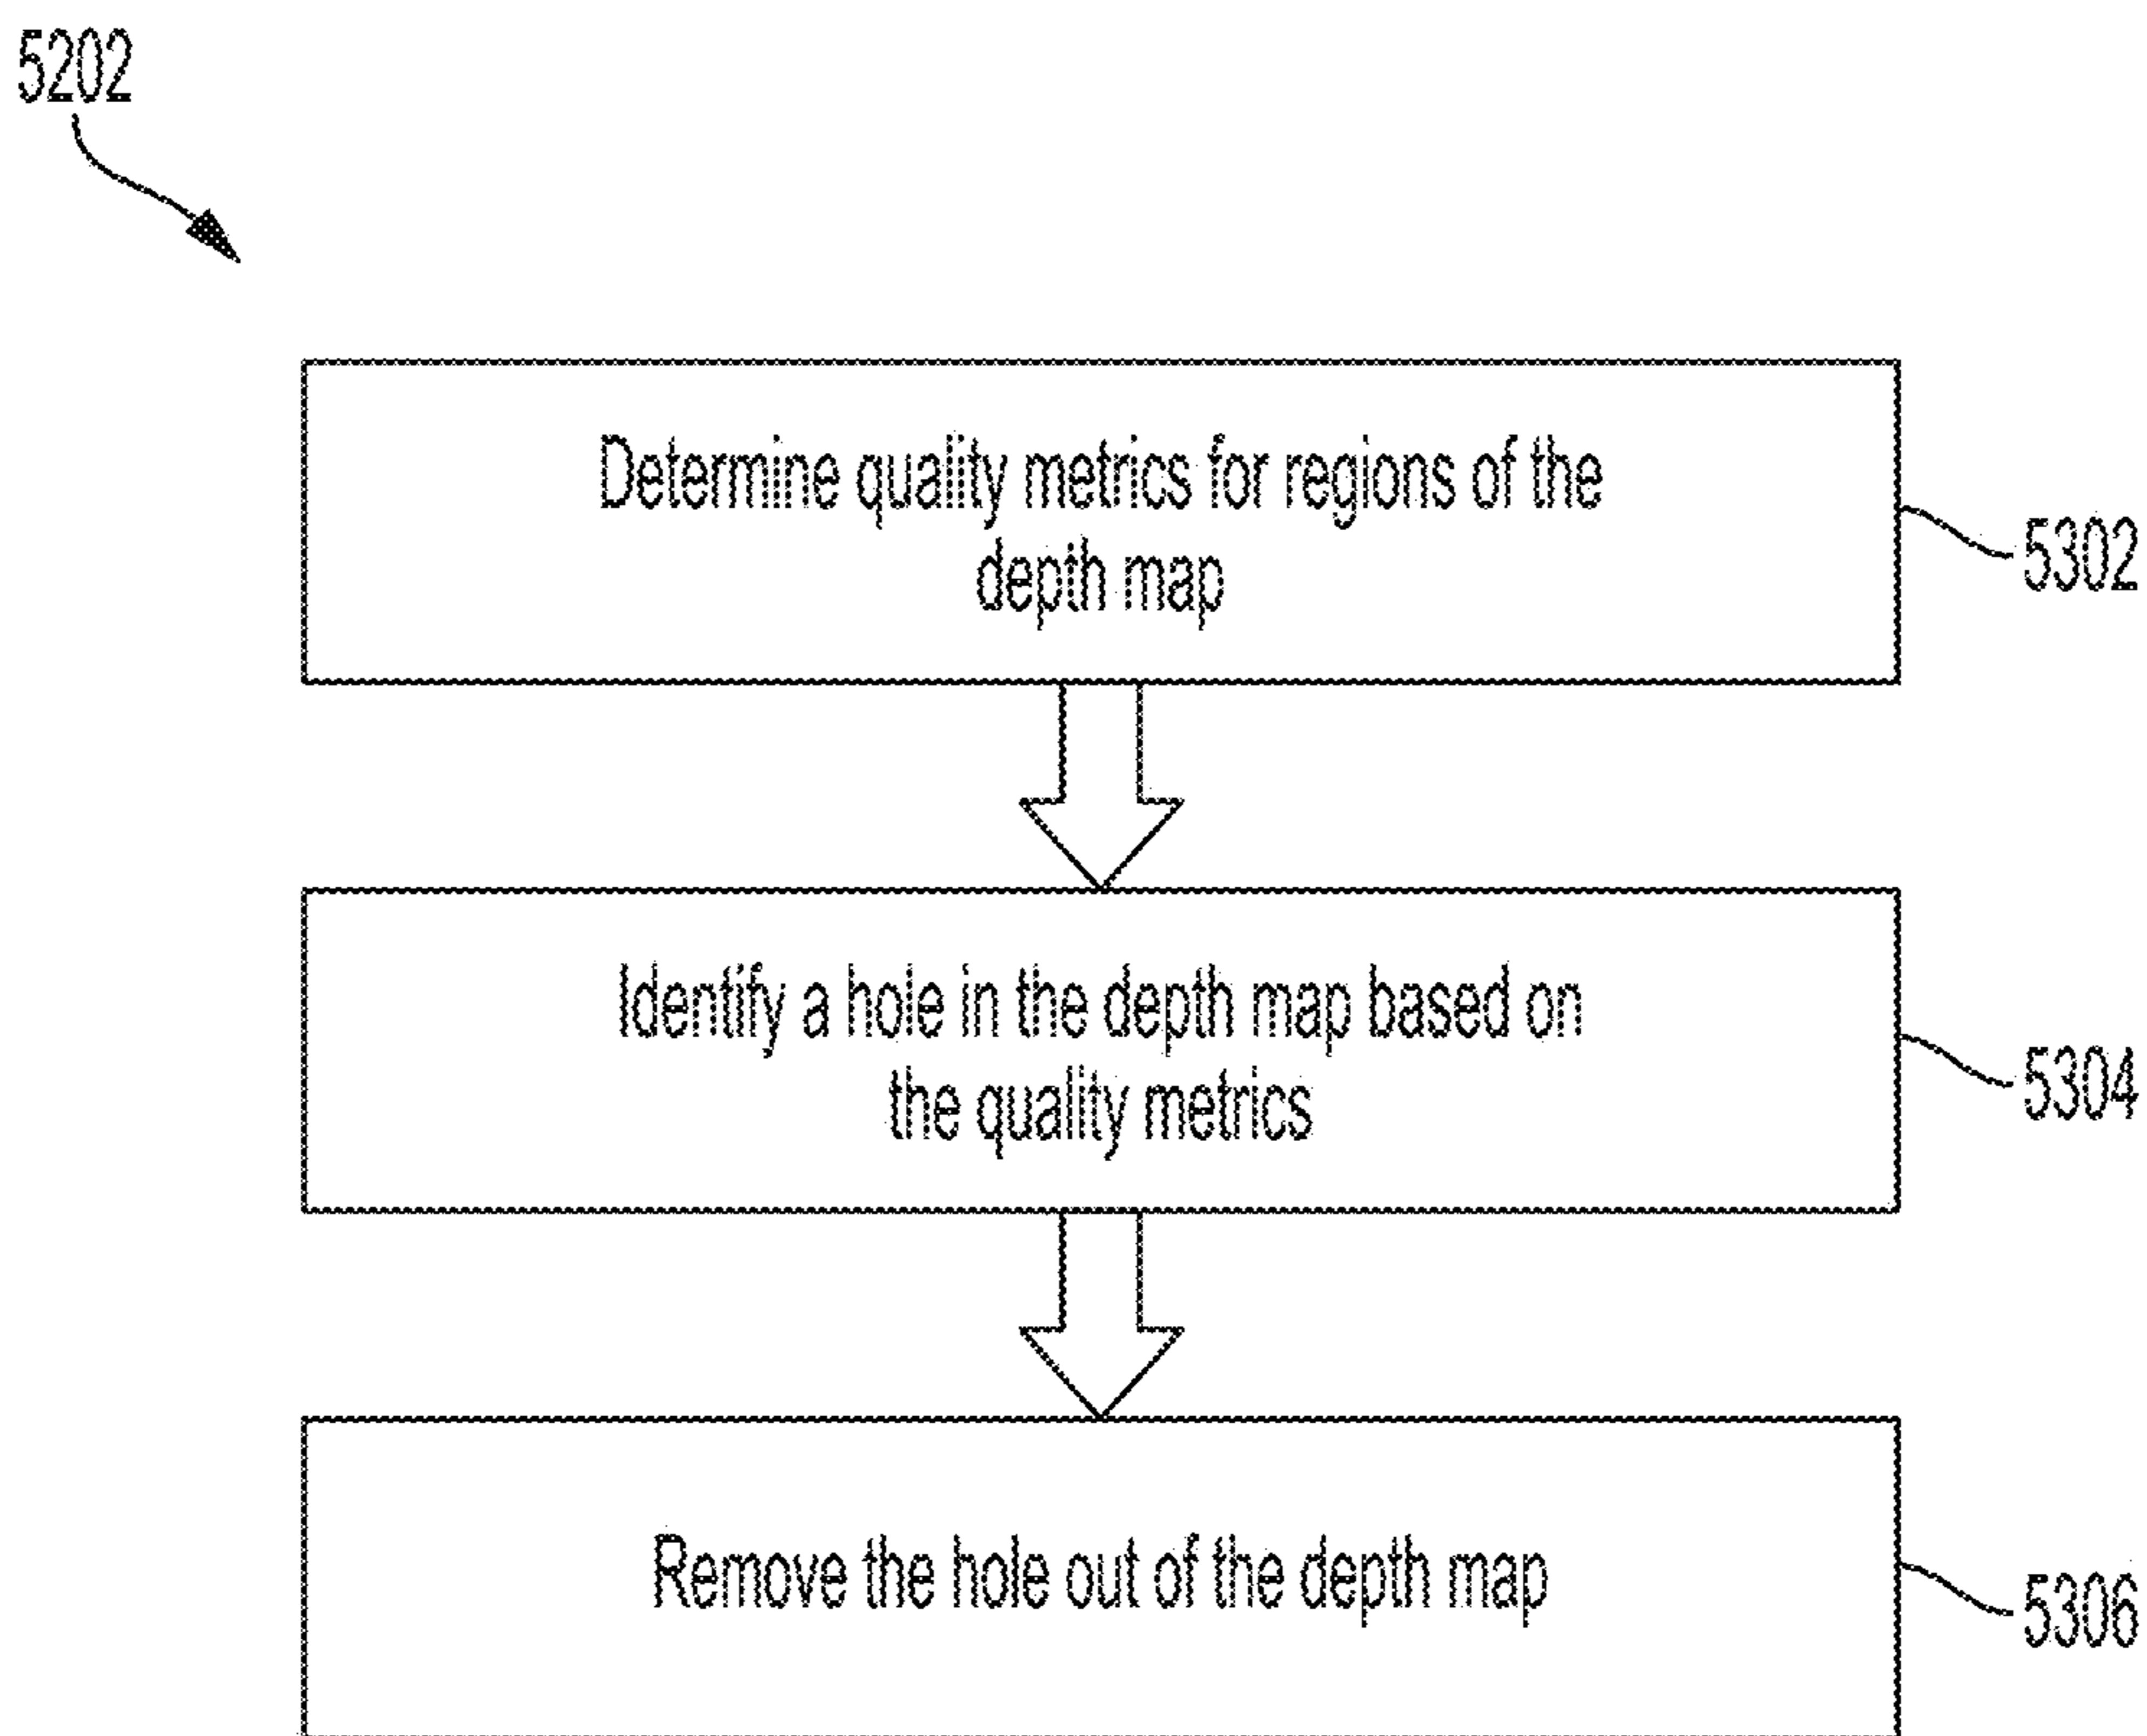 5202
Determine quality metrics for regions of the
depth map
5302
Identify a hole in the depth map based on
the quality metrics
5304
Remove the hole out of the depth map
5306